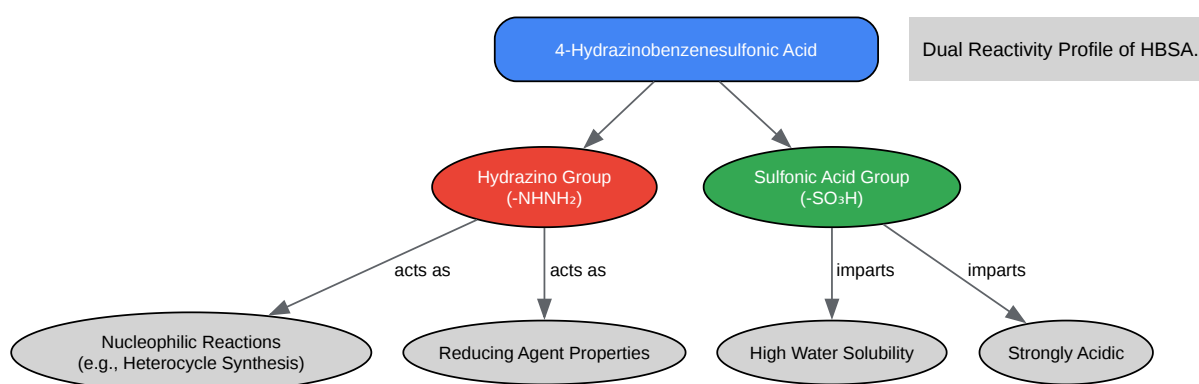 4-Hydrazinobenzenesulfonic Acid
Dual Reactivity Profile of HBSA.
Hydrazino Group
(-NHNH₂)
Sulfonic Acid Group
(-SO₃H)
acts as
acts as
imparts
imparts
Nucleophilic Reactions
(e.g., Heterocycle Synthesis)
Reducing Agent Properties
High Water Solubility
Strongly Acidic